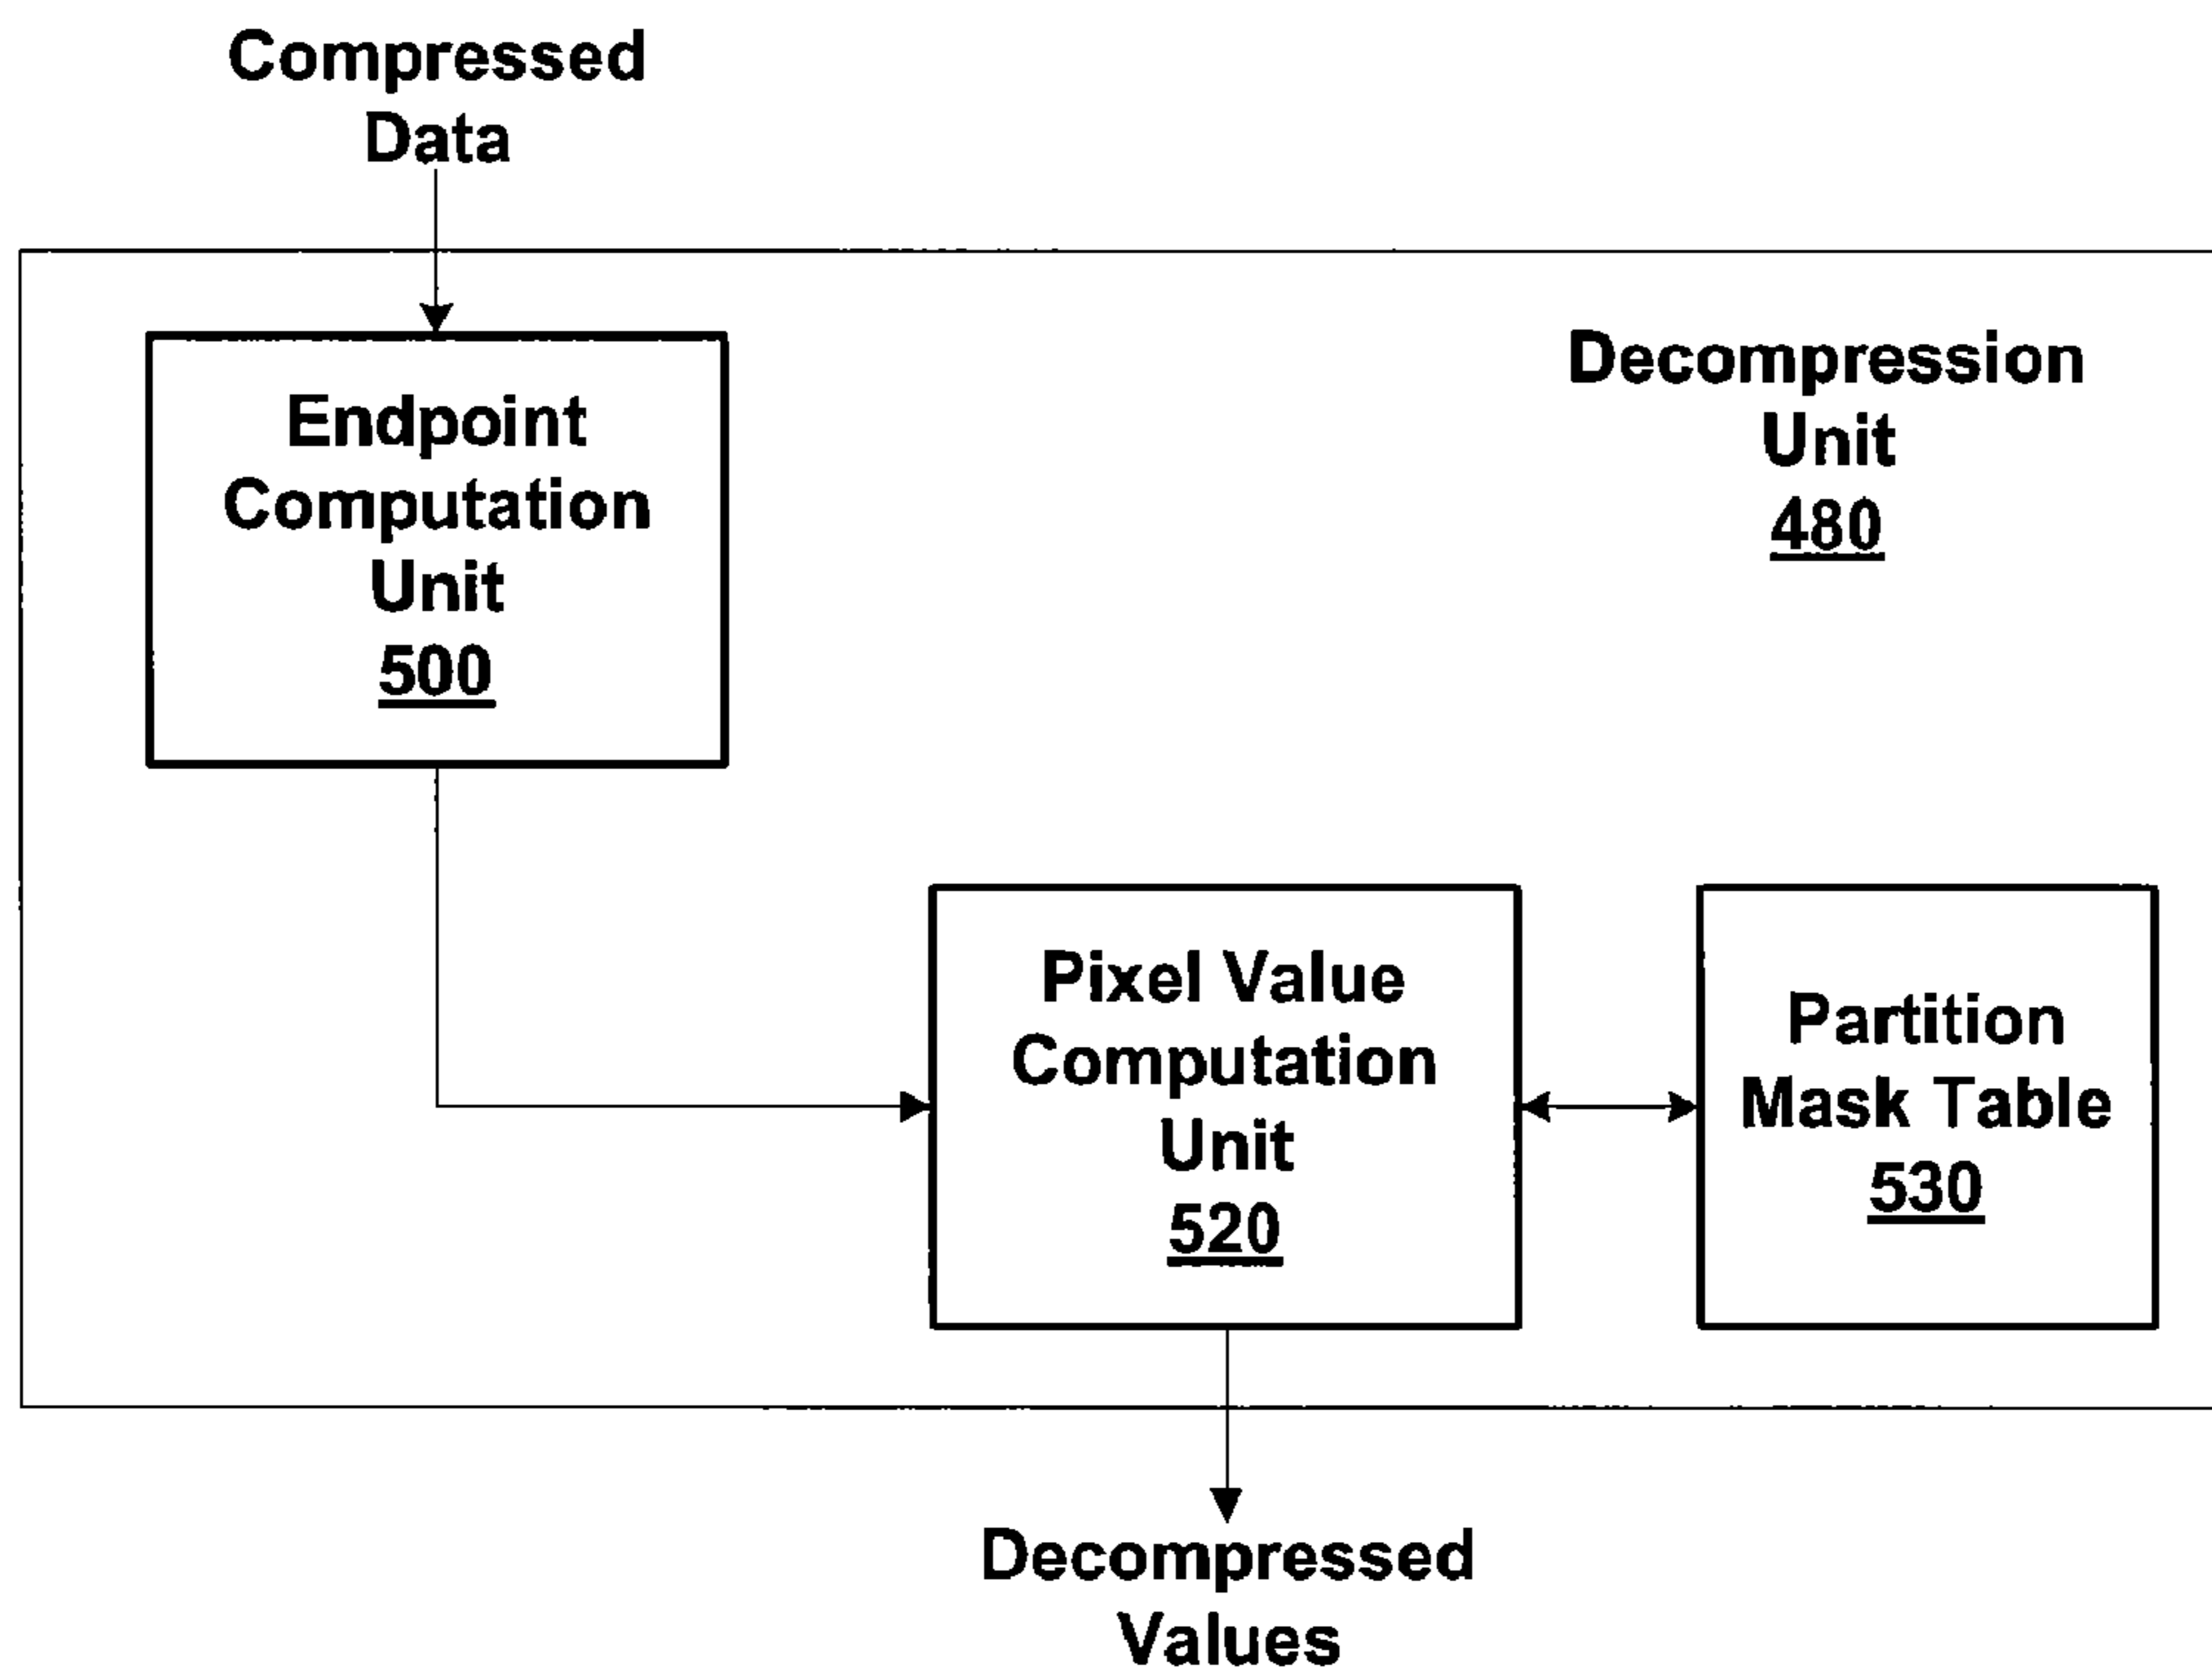 Compressed
Data
Endpoint
Computation
Unit
500
Decompression
Unit
480
Pixel Value
Computation
Unit
520
Partition
Mask Table
530
Decompressed
Values